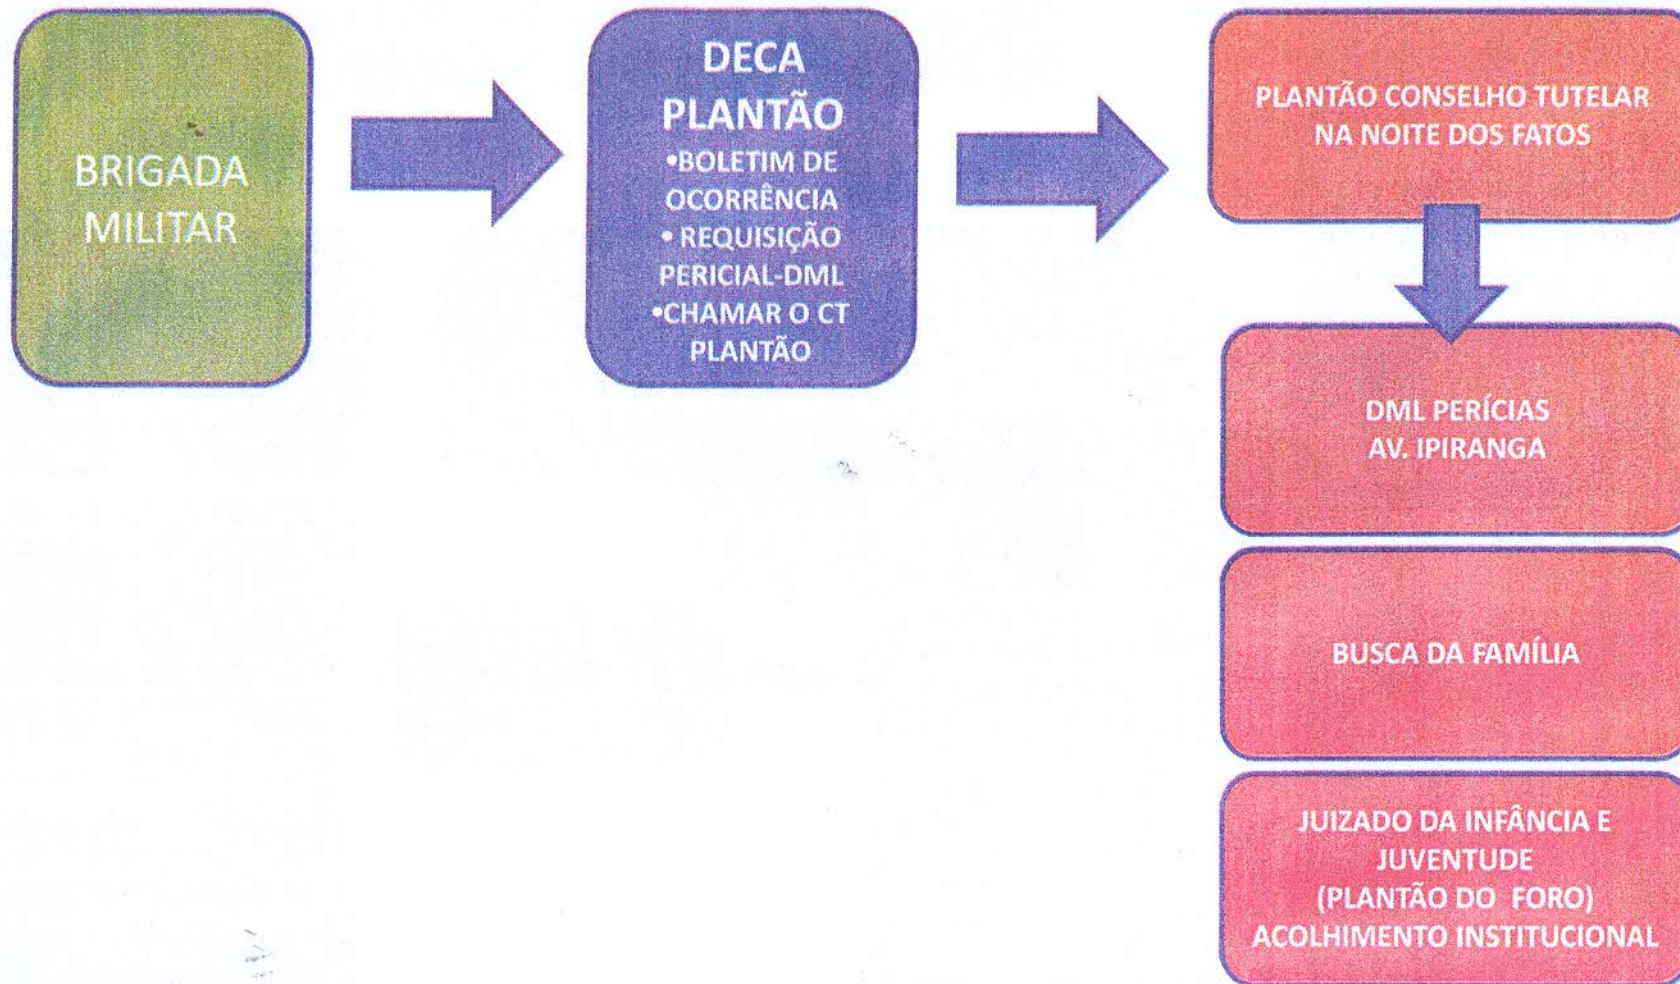 BRIGADA
MILITAR
DECA
PLANTÃO
•BOLETIM DE
OCORRÊNCIA
• REQUISIÇÃO
PERICIAL-DML
•CHAMAR O CT
PLANTÃO
PLANTÃO CONSELHO TUTELAR
NA NOITE DOS FATOS
DML PERÍCIAS
AV. IPIRANGA
BUSCA DA FAMÍLIA
JUIZADO DA INFÂNCIA E
JUVENTUDE
(PLANTÃO DO FORO)
ACOLHIMENTO INSTITUCIONAL